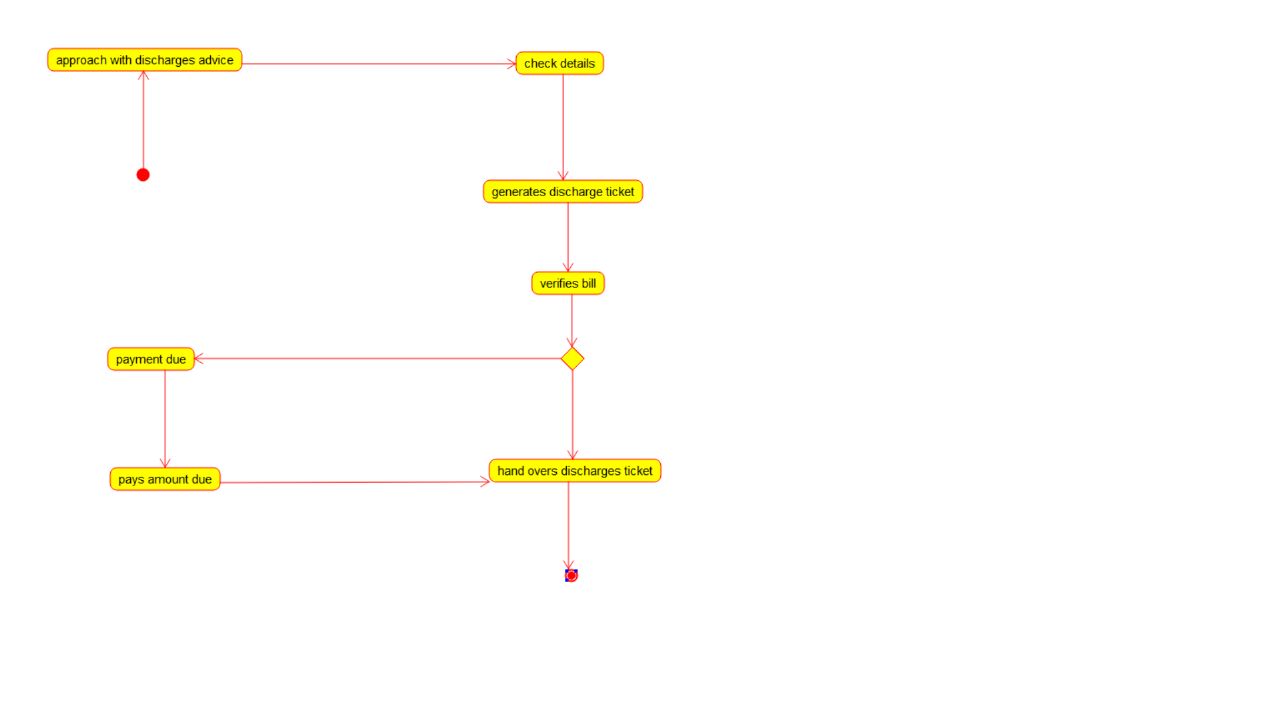 approach with discharges advice
check details
generates discharge ticket
verifies bill
payment due
hand overs discharges ticket
pays amount due